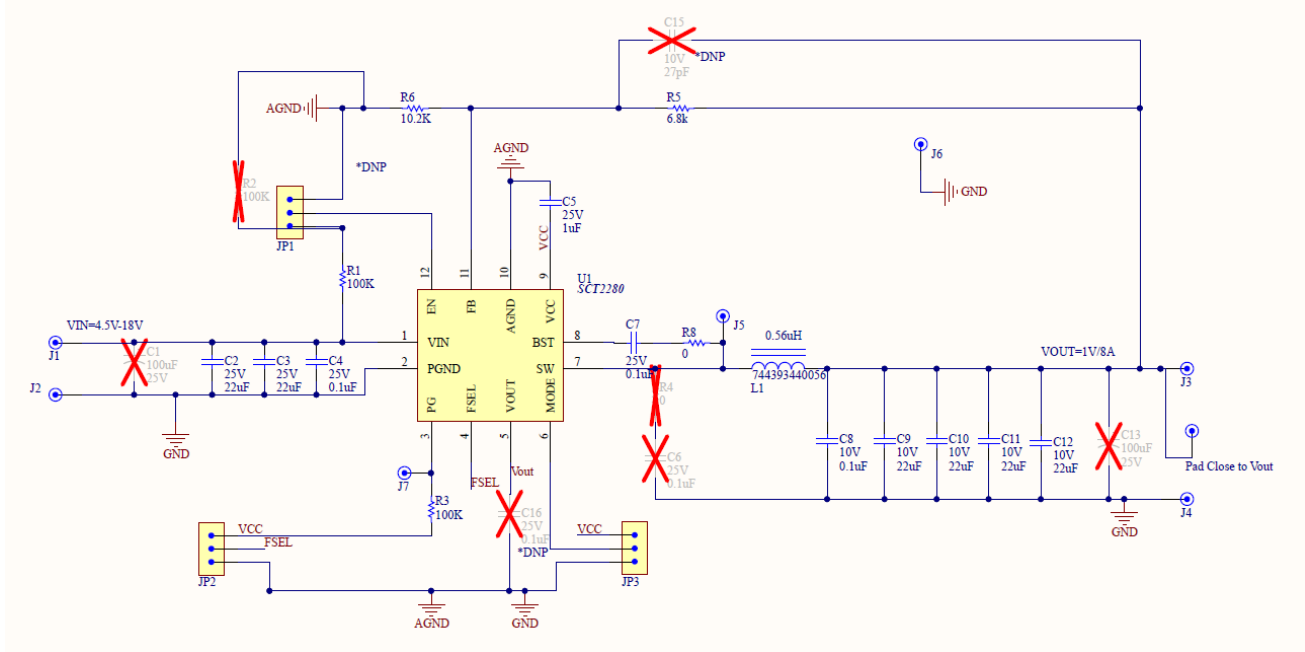 C15
10V
27pF
*DNP
AGND
R6
10.2K
R5
6.8k
J6
GND
*DNP
R2
100K
JP1
AGND
C5
25V
1uF
VCC
R1
100K
12
11
10
9
U1
SCT2280
EN
FB
AGND
VCC
VIN=4.5V-18V
J1
C1
100uF
25V
C2
25V
22uF
C3
25V
22uF
C4
25V
0.1uF
J2
GND
1
VIN
2
PGND
BST
8
SW
7
PG
FSEL
VOUT
MODE
3
4
5
6
C7
25V
0.1uF
R8
0
J5
0.56uH
744393440056
L1
VOUT=1V/8A
J3
R4
0
C6
25V
0.1uF
C8
10V
0.1uF
C9
10V
22uF
C10
10V
22uF
C11
10V
22uF
C12
10V
22uF
C13
100uF
25V
Pad Close to Vout
J4
GND
J7
R3
100K
FSEL
Vout
C16
25V
0.1uF
*DNP
VCC
FSEL
JP2
VCC
JP3
AGND
GND